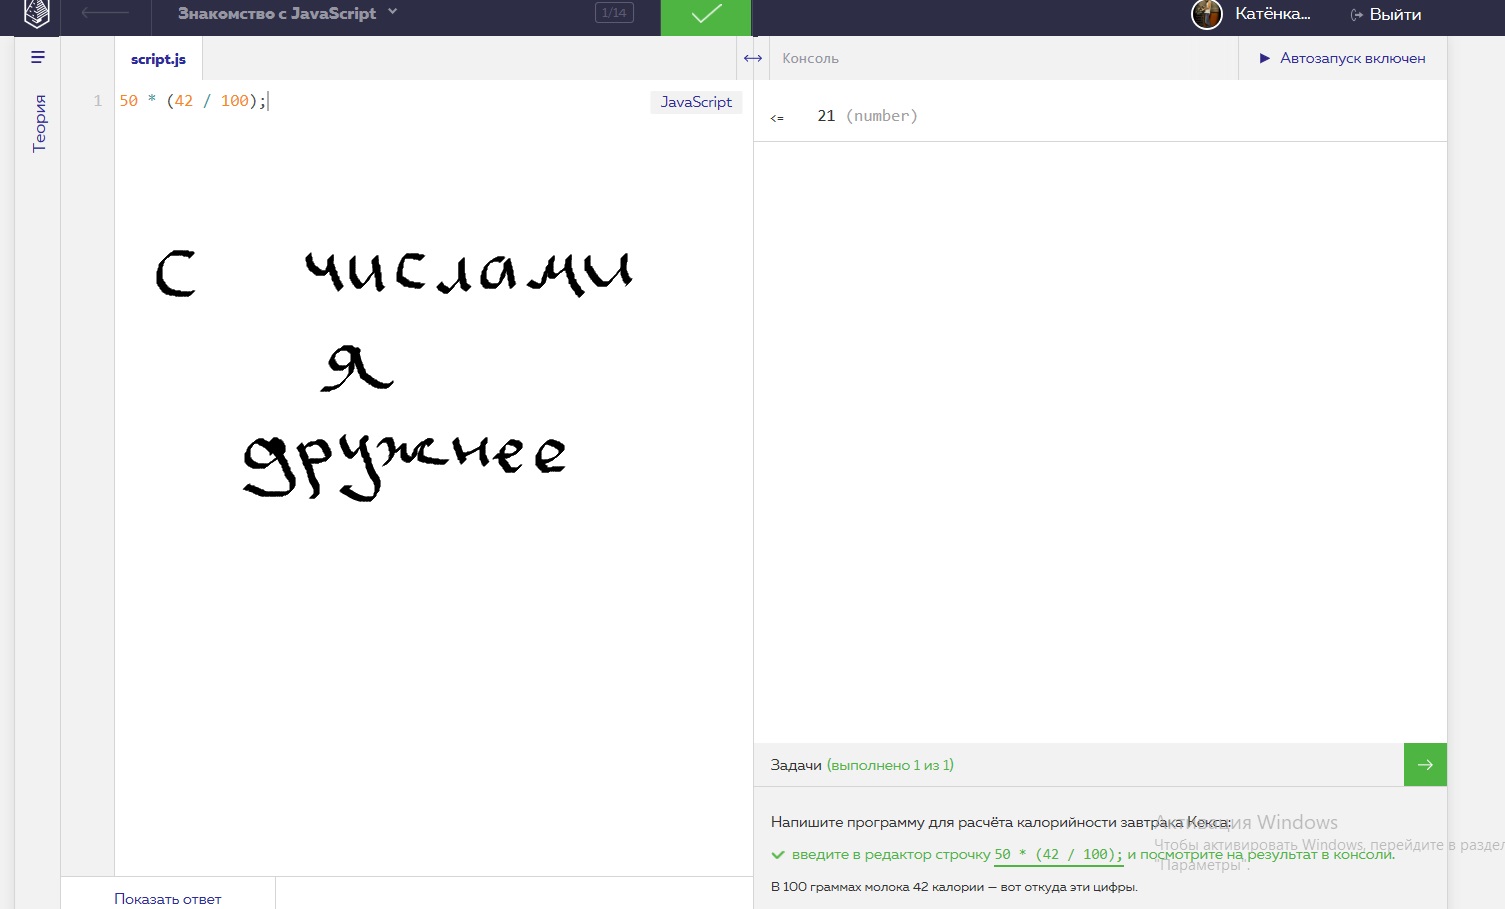 Знакомство с JavaScript
1/14
Катёнка...
Выйти
script.js
Консоль
Автозапуск включен
Теория
1 50 * (42 / 100);
JavaScript
<= 21 (number)
с числами
я
дружнее
Задачи (выполнено 1 из 1)
Напишите программу для расчёта калорийности завтрака Кекса:
введите в редактор строчку 50 * (42 / 100); и посмотрите на результат в консоли.
В 100 граммах молока 42 калории — вот откуда эти цифры.
Активация Windows
Чтобы активировать Windows, перейдите в раздел
"Параметры".
Показать ответ